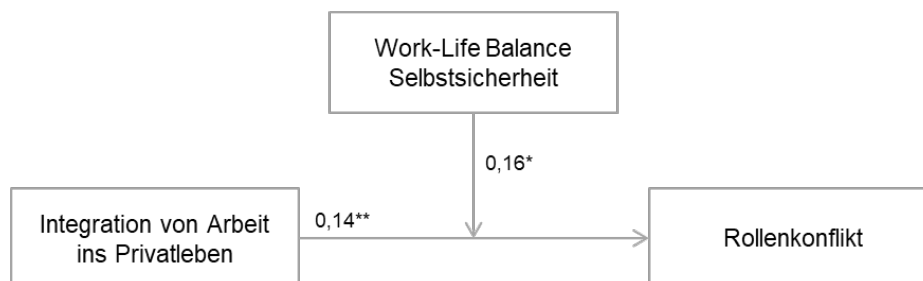 Work-Life Balance
Selbstsicherheit
0,16*
0,14**
Integration von Arbeit
ins Privatleben
Rollenkonflikt